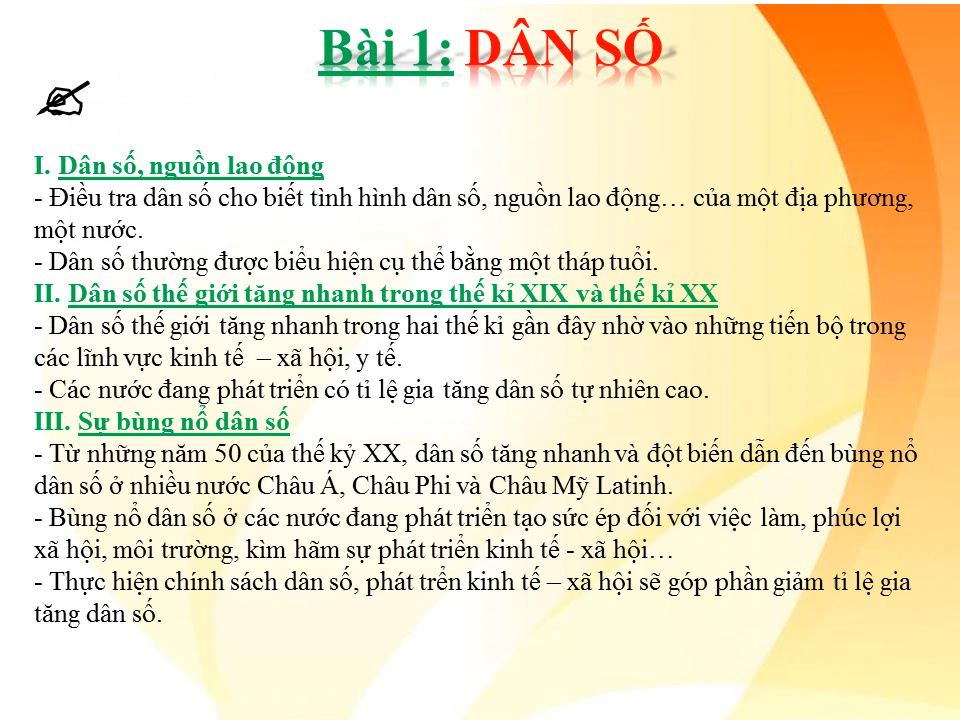 Bài 1: DÂN SỐ
I. Dân số, nguồn lao động
- Điều tra dân số cho biết tình hình dân số, nguồn lao động… của một địa phương,
một nước.
- Dân số thường được biểu hiện cụ thể bằng một tháp tuổi.
II. Dân số thế giới tăng nhanh trong thế kỉ XIX và thế kỉ XX
- Dân số thế giới tăng nhanh trong hai thế kỉ gần đây nhờ vào những tiến bộ trong
các lĩnh vực kinh tế – xã hội, y tế.
- Các nước đang phát triển có tỉ lệ gia tăng dân số tự nhiên cao.
III. Sự bùng nổ dân số
- Từ những năm 50 của thế kỷ XX, dân số tăng nhanh và đột biến dẫn đến bùng nổ
dân số ở nhiều nước Châu Á, Châu Phi và Châu Mỹ Latinh.
- Bùng nổ dân số ở các nước đang phát triển tạo sức ép đối với việc làm, phúc lợi
xã hội, môi trường, kìm hãm sự phát triển kinh tế - xã hội…
- Thực hiện chính sách dân số, phát trển kinh tế – xã hội sẽ góp phần giảm tỉ lệ gia
tăng dân số.